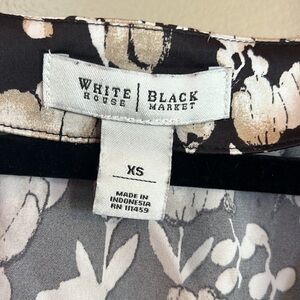 WHITE | BLACK
HOUSE | MARKET
XS
MADE IN
INDONESIA
RN 111459